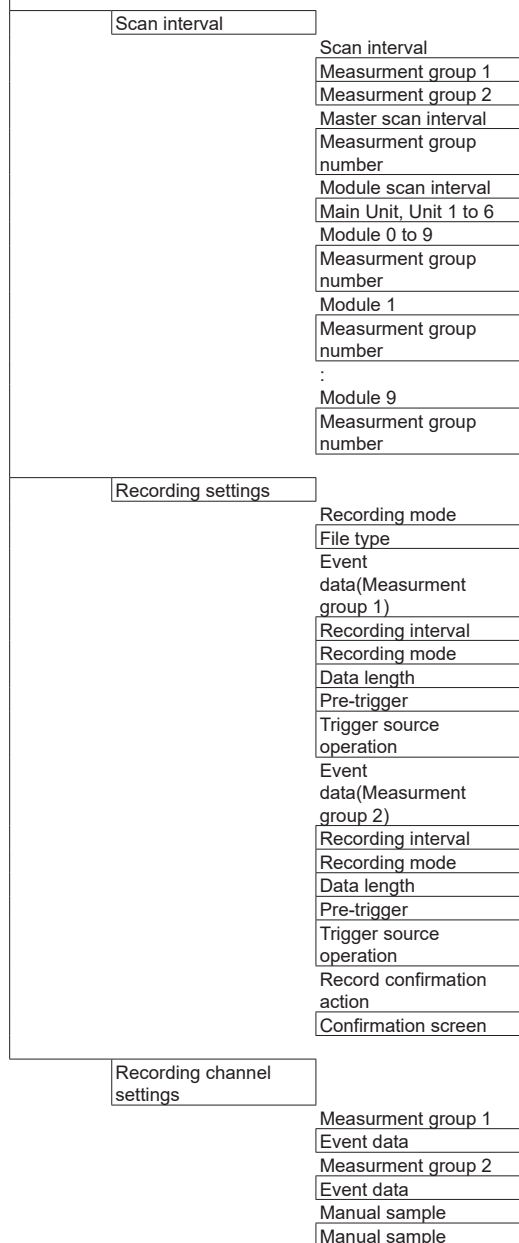 Scan interval
Scan interval
Measurment group 1
Measurment group 2
Master scan interval
Measurment group
number
Module scan interval
Main Unit, Unit 1 to 6
Module 0 to 9
Measurment group
number
Module 1
Measurment group
number
:
Module 9
Measurment group
number
Recording settings
Recording mode
File type
Event
data(Measurment
group 1)
Recording interval
Recording mode
Data length
Pre-trigger
Trigger source
operation
Event
data(Measurment
group 2)
Recording interval
Recording mode
Data length
Pre-trigger
Trigger source
operation
Record confirmation
action
Confirmation screen
Recording channel
settings
Measurment group 1
Event data
Measurment group 2
Event data
Manual sample
Manual sample